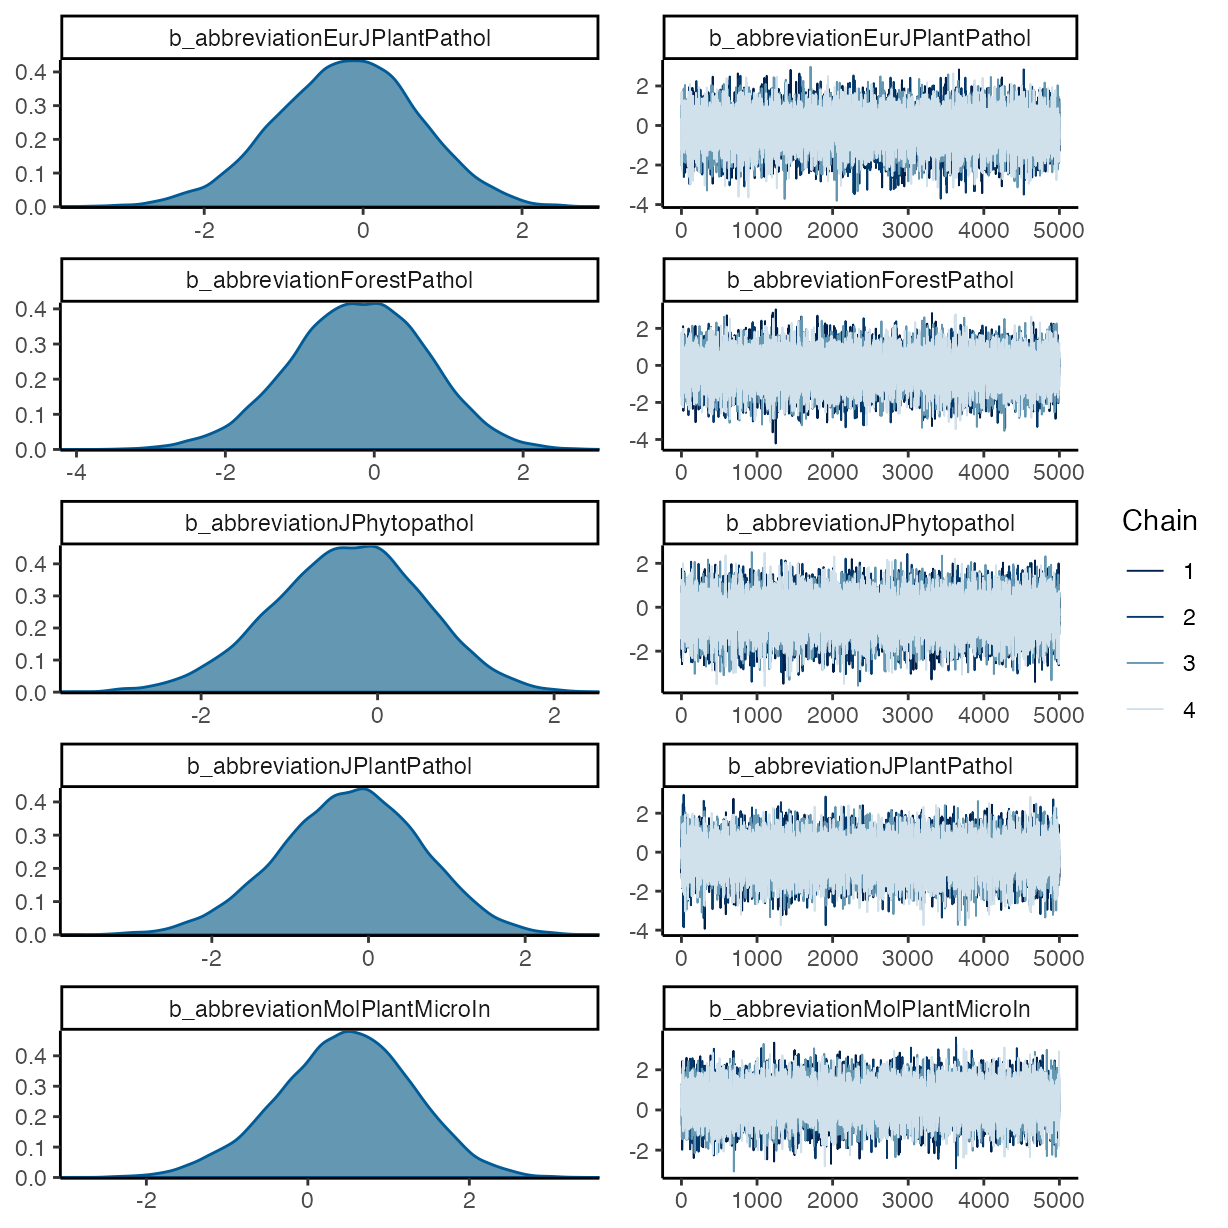 b_abbreviationEurJPlantPathol
b_abbreviationEurJPlantPathol
0.4
0.3
0.2
0.1
0.0
-2 0 2
2
0
-2
-4
0 1000 2000 3000 4000 5000
b_abbreviationForestPathol
b_abbreviationForestPathol
0.4
0.3
0.2
0.1
0.0
-4 -2 0 2
2
0
-2
-4
0 1000 2000 3000 4000 5000
b_abbreviationJPhytopathol
b_abbreviationJPhytopathol
0.4
0.3
0.2
0.1
0.0
-2 0 2
2
0
-2
0 1000 2000 3000 4000 5000
b_abbreviationJPlantPathol
b_abbreviationJPlantPathol
0.4
0.3
0.2
0.1
0.0
-2 0 2
2
0
-2
-4
0 1000 2000 3000 4000 5000
b_abbreviationMolPlantMicroIn
b_abbreviationMolPlantMicroIn
0.4
0.3
0.2
0.1
0.0
-2 0 2
2
0
-2
0 1000 2000 3000 4000 5000
Chain
1
2
3
4